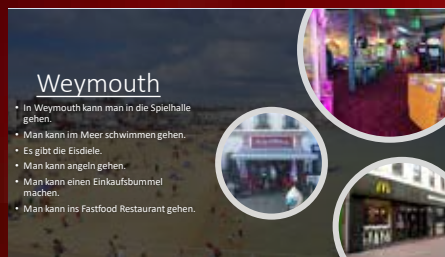 Weymouth
• In Weymouth kann man in die Spielhalle
gehen.
• Man kann im Meer schwimmen gehen.
• Es gibt die Eisdiele.
• Man kann angeln gehen.
• Man kann einen Einkaufsbummel
machen.
• Man kann ins Fastfood Restaurant gehen.